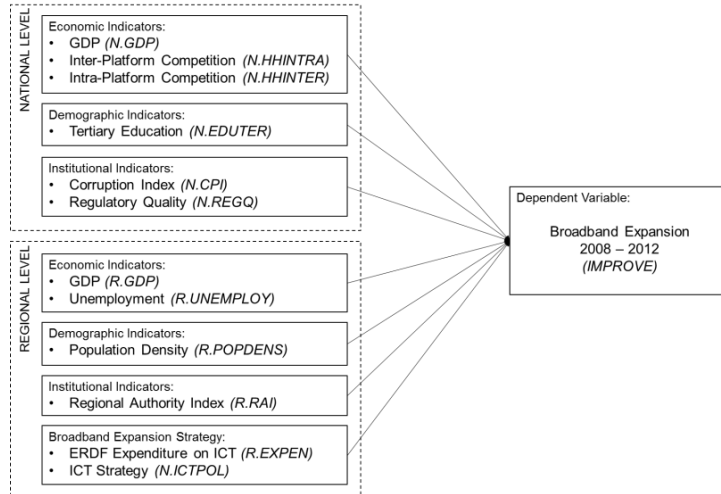 NATIONAL LEVEL
Economic Indicators:
• GDP (N.GDP)
• Inter-Platform Competition (N.HHINTRA)
• Intra-Platform Competition (N.HHINTER)
Demographic Indicators:
• Tertiary Education (N.EDUTER)
Institutional Indicators:
• Corruption Index (N.CPI)
• Regulatory Quality (N.REGQ)
REGIONAL LEVEL
Economic Indicators:
• GDP (R.GDP)
• Unemployment (R.UNEMPLOY)
Demographic Indicators:
• Population Density (R.POPDENS)
Institutional Indicators:
• Regional Authority Index (R.RAI)
Broadband Expansion Strategy:
• ERDF Expenditure on ICT (R.EXPEN)
• ICT Strategy (N.ICTPOL)
Dependent Variable:
Broadband Expansion
2008 – 2012
(IMPROVE)